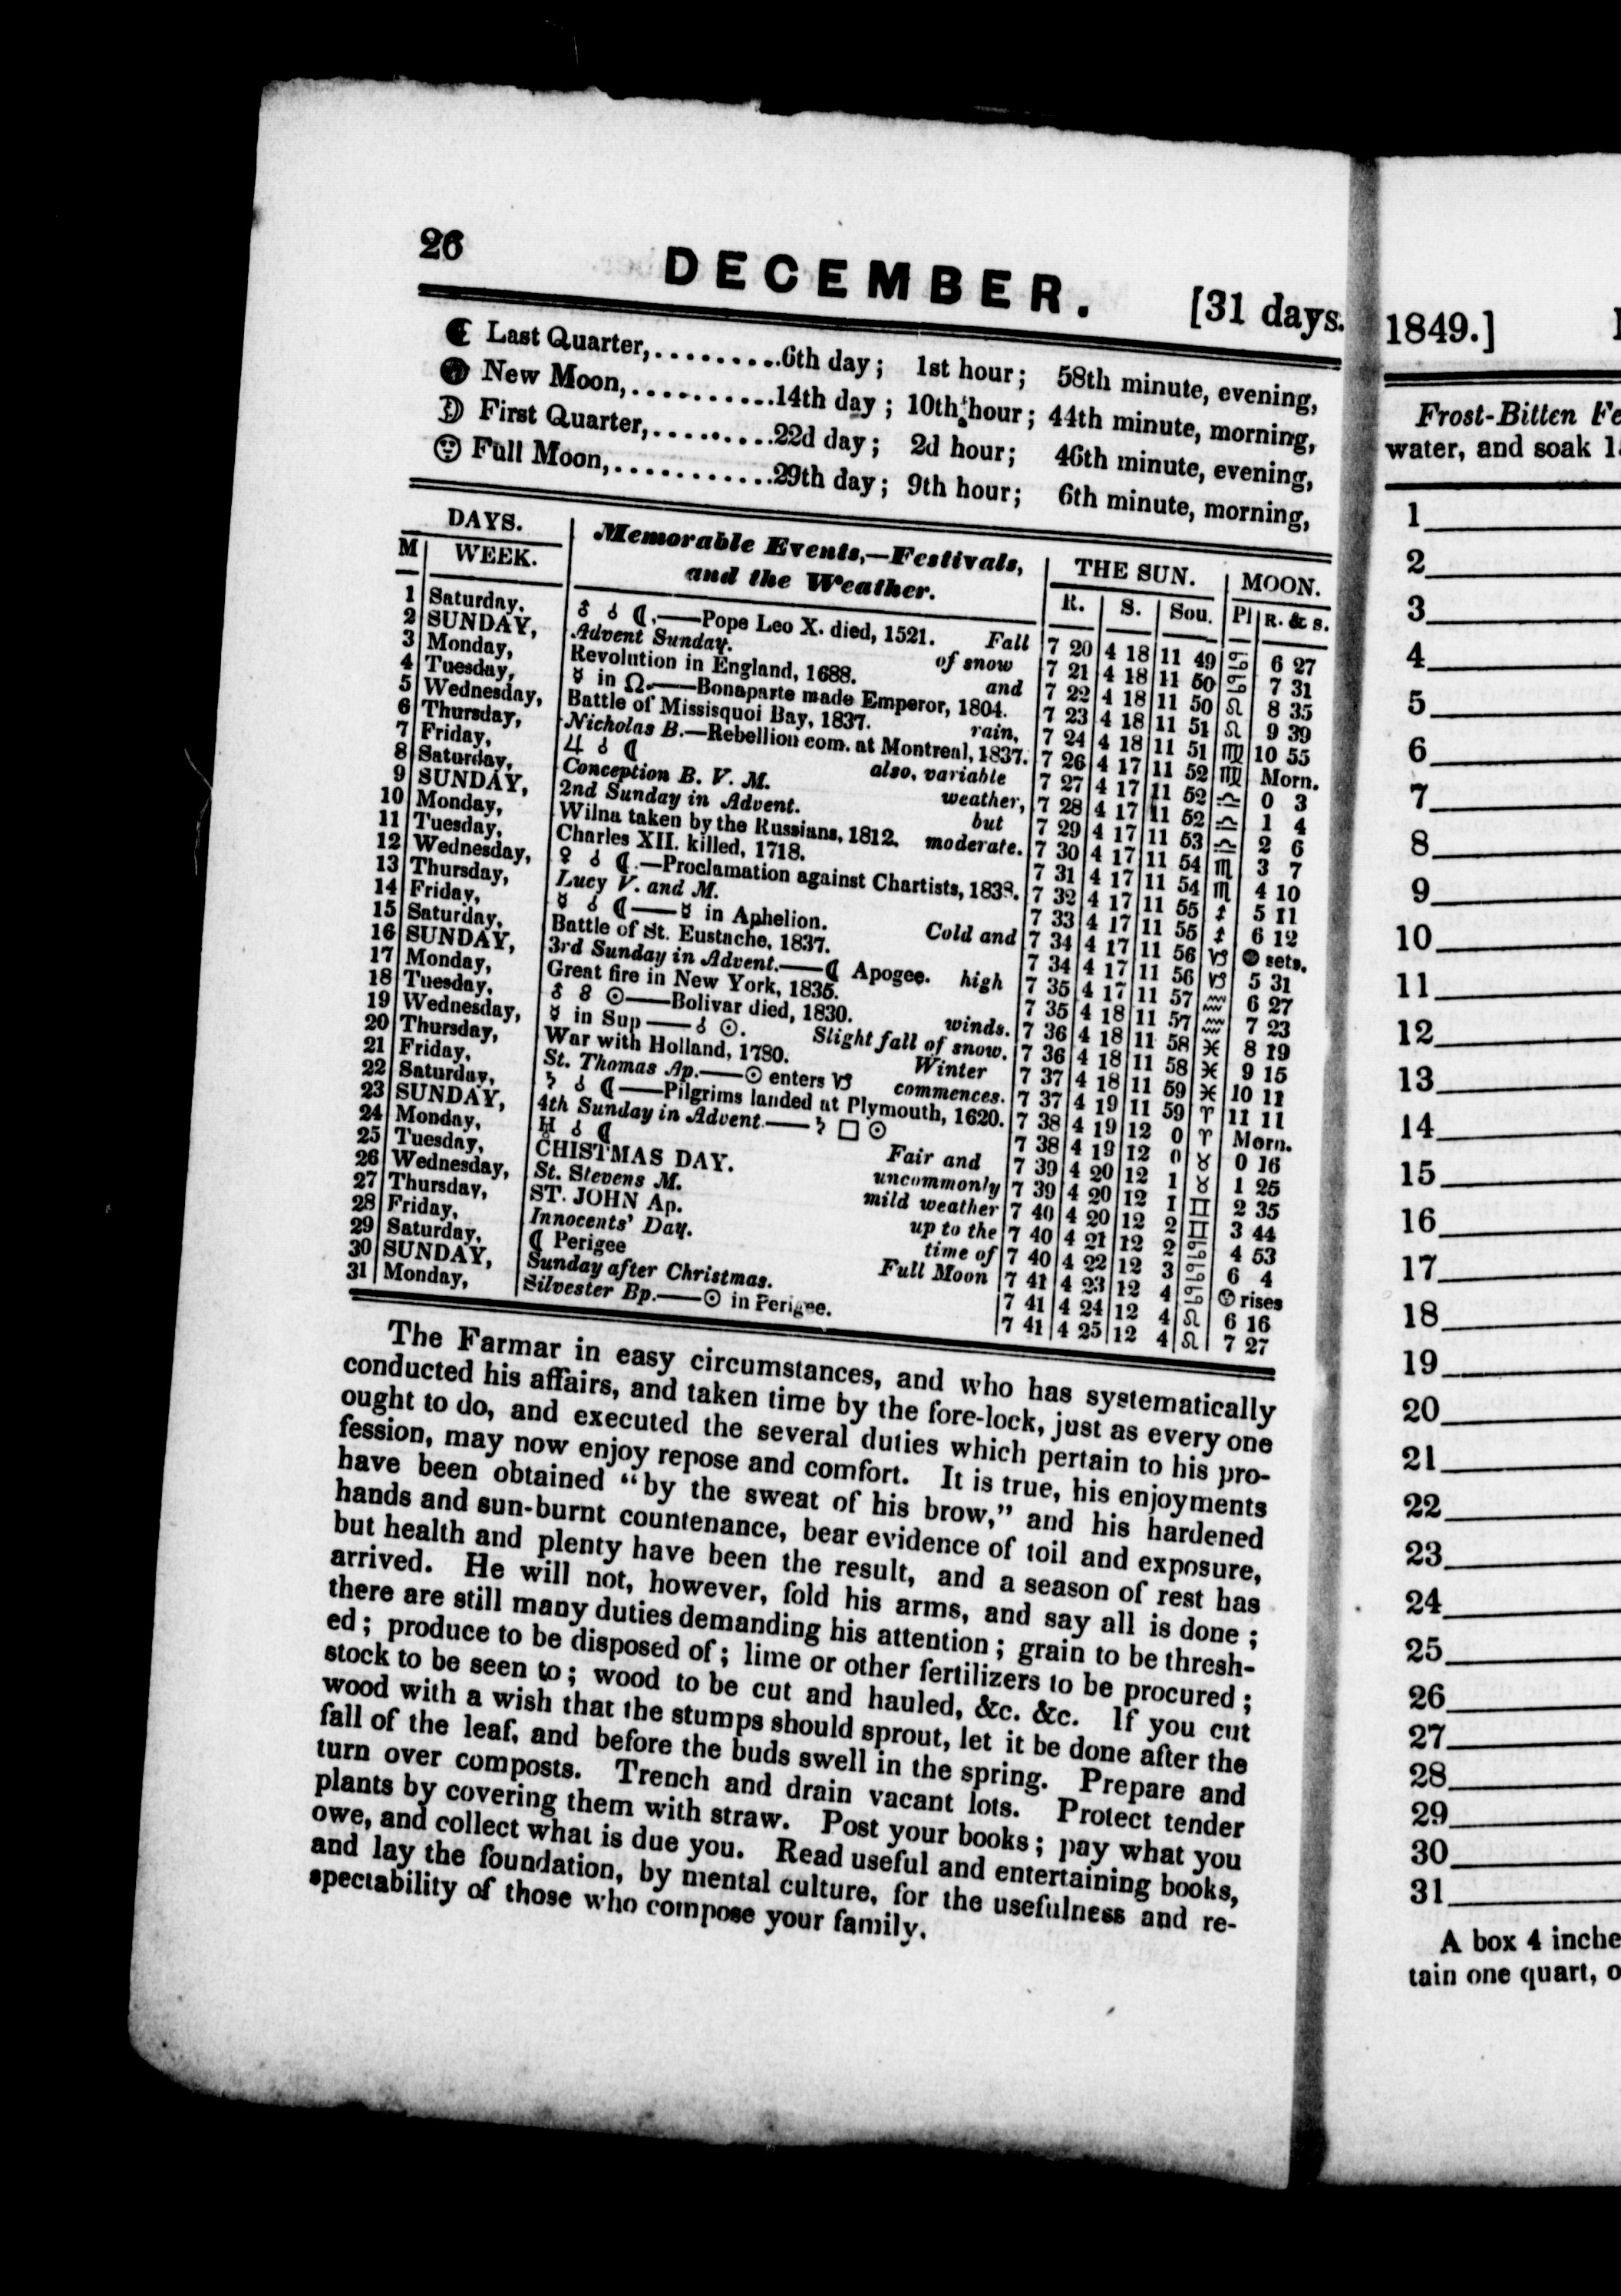 26
DECEMBER.
[31 days.
☾ Last Quarter,.........6th day; 1st hour; 58th minute, evening,
● New Moon,..........14th day; 10th hour; 44th minute, morning,
☽ First Quarter,.........22d day; 2d hour; 46th minute, evening,
☺ Full Moon,...........29th day; 9th hour; 6th minute, morning,
DAYS. Memorable Events,—Festivals, and the Weather. THE SUN. MOON.
M WEEK. R. S. Sou. Pl R. & S.
1 Saturday, ♂ ☌ ☾,——Pope Leo X. died, 1521. Fall 7 20 4 18 11 49 ♋ 6 27
2 SUNDAY, Advent Sunday. of snow 7 21 4 18 11 50 ♋ 7 31
3 Monday, Revolution in England, 1688. and 7 22 4 18 11 50 ♌ 8 35
4 Tuesday, ☿ in ☊.——Bonaparte made Emperor, 1804. 7 23 4 18 11 51 ♌ 9 39
5 Wednesday, Battle of Missisquoi Bay, 1837. rain, 7 24 4 18 11 51 ♍ 10 55
6 Thursday, Nicholas B.—Rebellion com. at Montreal, 1837. 7 26 4 17 11 52 ♍ Morn.
7 Friday, ♃ ☌ ☾ also, variable 7 27 4 17 11 52 ♎ 0 3
8 Saturday, Conception B. V. M. weather, 7 28 4 17 11 52 ♎ 1 4
9 SUNDAY, 2nd Sunday in Advent. but 7 29 4 17 11 53 ♎ 2 6
10 Monday, Wilna taken by the Russians, 1812. moderate. 7 30 4 17 11 54 ♏ 3 7
11 Tuesday, Charles XII. killed, 1718. 7 31 4 17 11 54 ♏ 4 10
12 Wednesday, ♀ ☌ ☾.—Proclamation against Chartists, 1838. 7 32 4 17 11 55 ♐ 5 11
13 Thursday, Lucy V. and M. 7 33 4 17 11 55 ♐ 6 12
14 Friday, ☿ ☌ ☾——☿ in Aphelion. Cold and 7 34 4 17 11 56 ♑ ● sets.
15 Saturday, Battle of St. Eustache, 1837. 7 34 4 17 11 56 ♑ 5 31
16 SUNDAY, 3rd Sunday in Advent.——☾ Apogee. high 7 35 4 17 11 57 ♒ 6 27
17 Monday, Great fire in New York, 1835. 7 35 4 18 11 57 ♒ 7 23
18 Tuesday, ♂ ☍ ☉——Bolivar died, 1830. winds. 7 36 4 18 11 58 ♓ 8 19
19 Wednesday, ☿ in Sup——☌ ☉. Slight fall of snow. 7 36 4 18 11 58 ♓ 9 15
20 Thursday, War with Holland, 1780. Winter 7 37 4 18 11 59 ♓ 10 11
21 Friday, St. Thomas Ap.——☉ enters ♑ commences. 7 37 4 19 11 59 ♈ 11 11
22 Saturday, ♄ ☌ ☾——Pilgrims landed at Plymouth, 1620. 7 38 4 19 12 0 ♈ Morn.
23 SUNDAY, 4th Sunday in Advent.——♄ □ ☉ 7 38 4 19 12 0 ♉ 0 16
24 Monday, ♅ ☌ ☾ Fair and 7 39 4 20 12 1 ♉ 1 25
25 Tuesday, CHISTMAS DAY. uncommonly 7 39 4 20 12 1 ♊ 2 35
26 Wednesday, St. Stevens M. mild weather 7 40 4 20 12 2 ♊ 3 44
27 Thursday, ST. JOHN Ap. up to the 7 40 4 21 12 2 ♋ 4 53
28 Friday, Innocents' Day. time of 7 40 4 22 12 3 ♋ 6 4
29 Saturday, ☾ Perigee Full Moon 7 41 4 23 12 4 ♋ ☺ rises
30 SUNDAY, Sunday after Christmas. 7 41 4 24 12 4 ♌ 6 16
31 Monday, Silvester Bp.——☉ in Perigee. 7 41 4 25 12 4 ♌ 7 27
The Farmar in easy circumstances, and who has systematically
conducted his affairs, and taken time by the fore-lock, just as every one
ought to do, and executed the several duties which pertain to his pro-
fession, may now enjoy repose and comfort. It is true, his enjoyments
have been obtained "by the sweat of his brow," and his hardened
hands and sun-burnt countenance, bear evidence of toil and exposure,
but health and plenty have been the result, and a season of rest has
arrived. He will not, however, fold his arms, and say all is done;
there are still many duties demanding his attention; grain to be thresh-
ed; produce to be disposed of; lime or other fertilizers to be procured;
stock to be seen to; wood to be cut and hauled, &c. &c. If you cut
wood with a wish that the stumps should sprout, let it be done after the
fall of the leaf, and before the buds swell in the spring. Prepare and
turn over composts. Trench and drain vacant lots. Protect tender
plants by covering them with straw. Post your books; pay what you
owe, and collect what is due you. Read useful and entertaining books,
and lay the foundation, by mental culture, for the usefulness and re-
spectability of those who compose your family.
1849.]
Frost-Bitten
water, and soak
1
2
3
4
5
6
7
8
9
10
11
12
13
14
15
16
17
18
19
20
21
22
23
24
25
26
27
28
29
30
31
A box 4 inche
tain one quart,